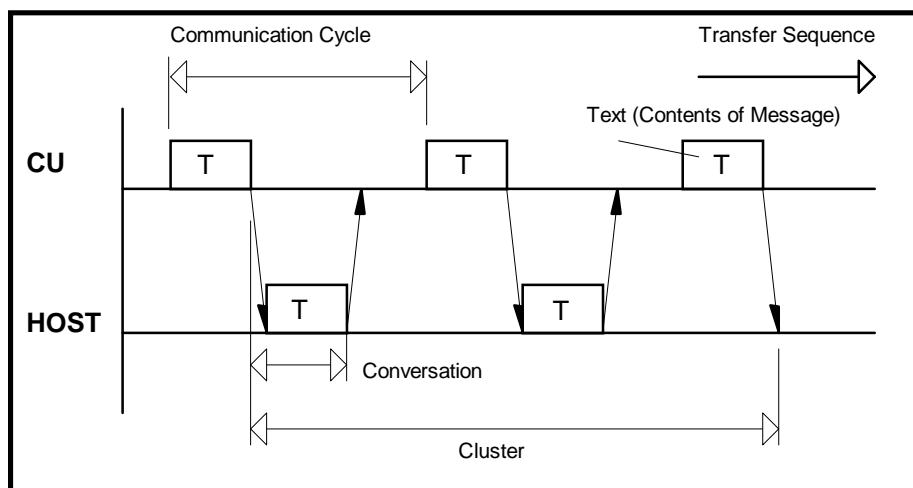 Communication Cycle
Transfer Sequence
Text (Contents of Message)
CU
T
T
T
HOST
T
T
Conversation
Cluster